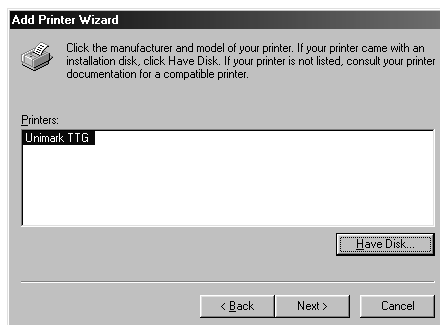 Add Printer Wizard
Click the manufacturer and model of your printer. If your printer came with an
installation disk, click Have Disk. If your printer is not listed, consult your printer
documentation for a compatible printer.
Printers:
Unimark TTG
Have Disk...
< Back
Next >
Cancel